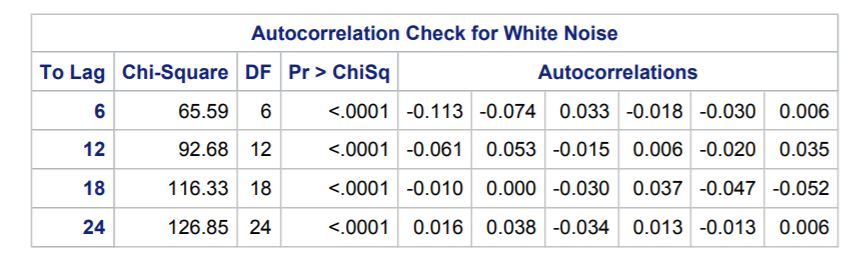 Autocorrelation Check for White Noise
To Lag Chi-Square DF Pr > ChiSq Autocorrelations
6 65.59 6 <.0001 -0.113 -0.074 0.033 -0.018 -0.030 0.006
12 92.68 12 <.0001 -0.061 0.053 -0.015 0.006 -0.020 0.035
18 116.33 18 <.0001 -0.010 0.000 -0.030 0.037 -0.047 -0.052
24 126.85 24 <.0001 0.016 0.038 -0.034 0.013 -0.013 0.006